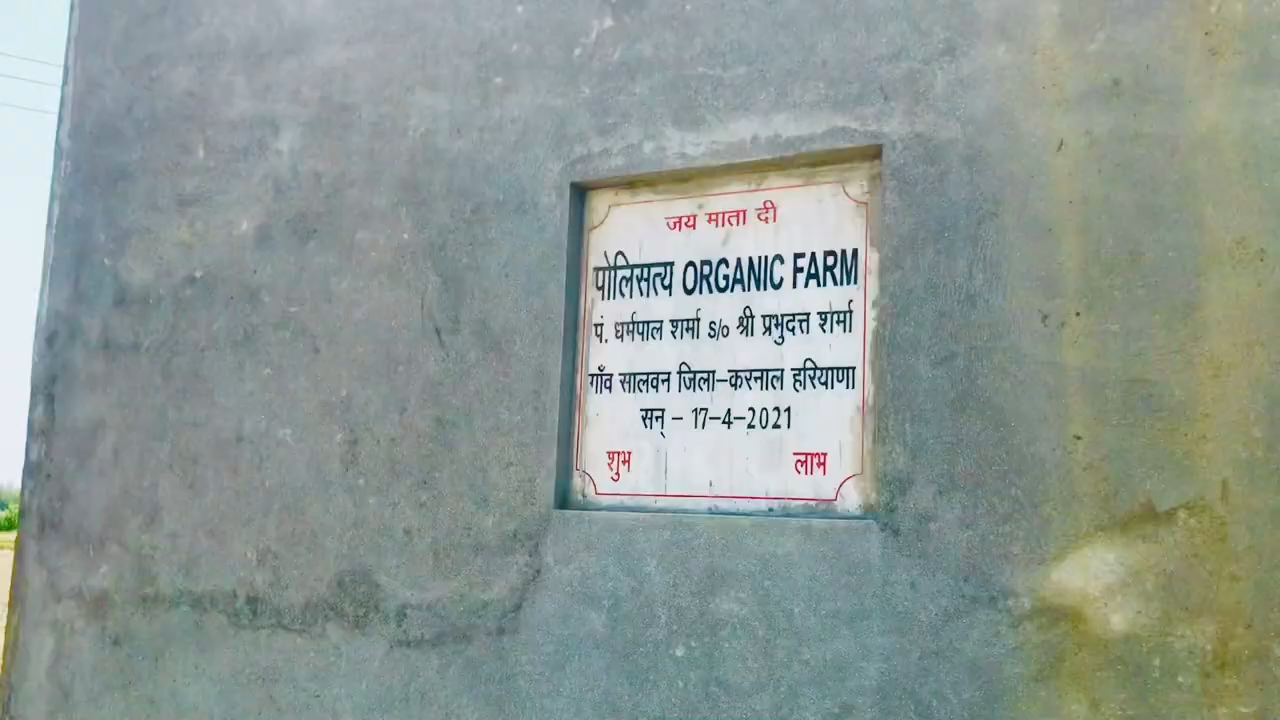 जय माता दी
पोलिसत्य ORGANIC FARM
पं. धर्मपाल शर्मा S/o श्री प्रभुदत्त शर्मा
गाँव सालवन जिला–करनाल हरियाणा
सन् – 17–4–2021
शुभ लाभ